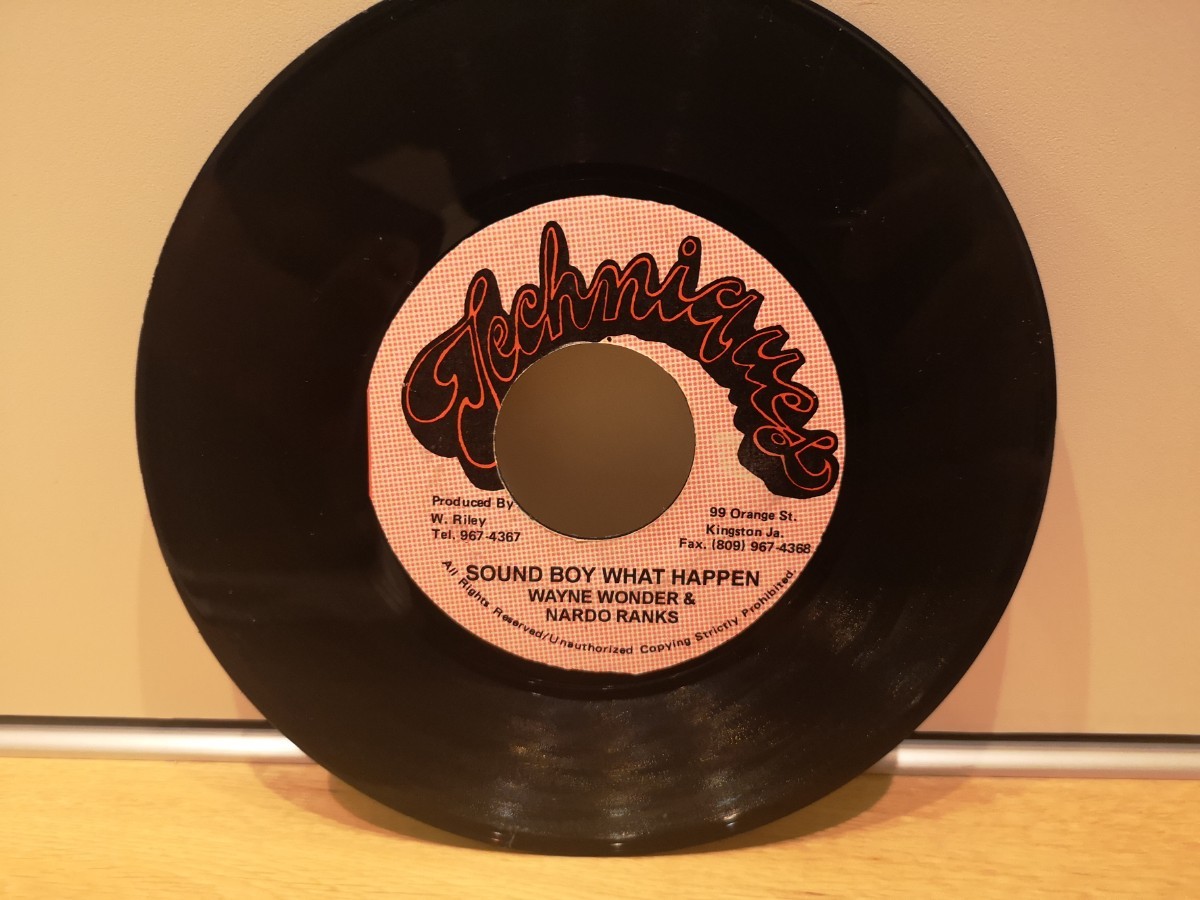 Techniques
Produced By
W. Riley
Tel. 967-4367
99 Orange St.
Kingston Ja.
Fax. (809) 967-4368
SOUND BOY WHAT HAPPEN
WAYNE WONDER &
NARDO RANKS
All Rights Reserved/Unauthorized Copying Strictly Prohibited.